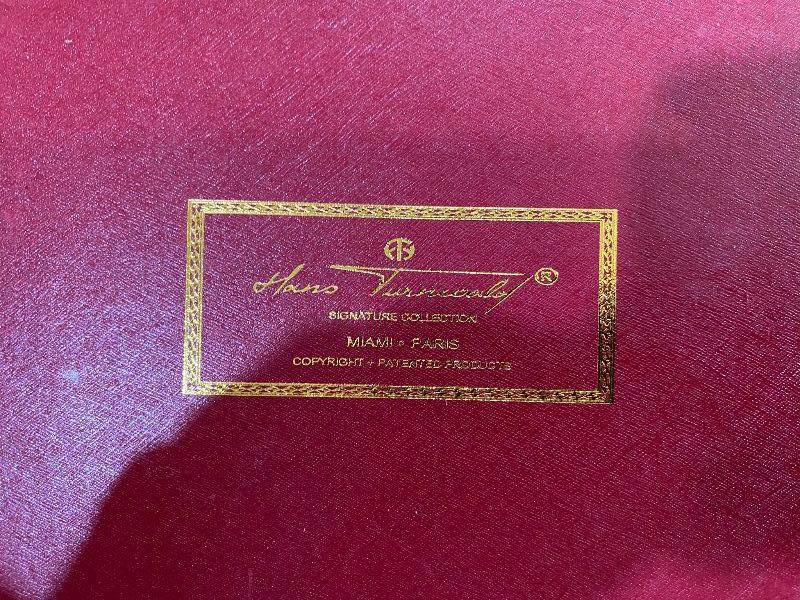 Hans Turnwald®
SIGNATURE COLLECTION
MIAMI • PARIS
COPYRIGHT + PATENTED PRODUCTS